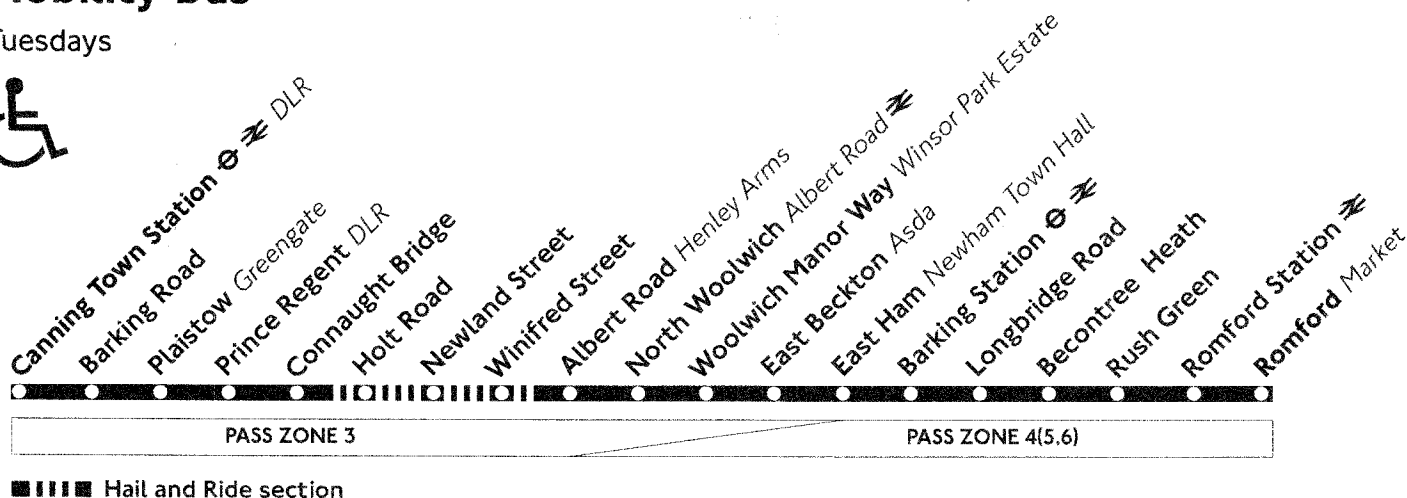 Mobility Bus
Tuesdays
Canning Town Station DLR
Barking Road
Plaistow Greengate
Prince Regent DLR
Connaught Bridge
Holt Road
Newland Street
Winifred Street
Albert Road Henley Arms
North Woolwich Albert Road
Woolwich Manor Way Winsor Park Estate
East Beckton Asda
East Ham Newham Town Hall
Barking Station
Longbridge Road
Becontree Heath
Rush Green
Romford Station
Romford Market
PASS ZONE 3
PASS ZONE 4(5.6)
Hail and Ride section